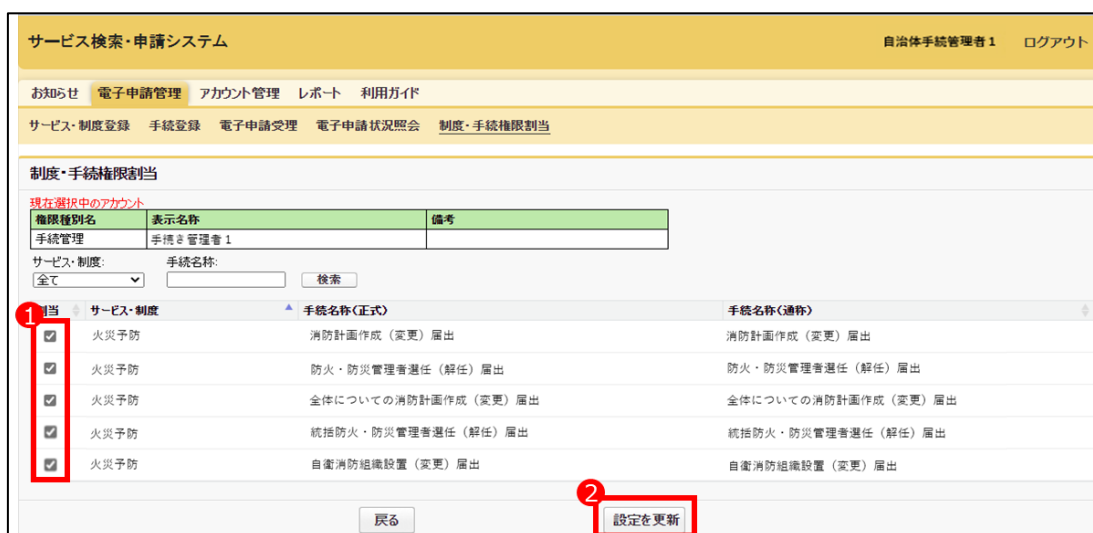 サービス検索・申請システム 自治体手続管理者1 ログアウト
お知らせ 電子申請管理 アカウント管理 レポート 利用ガイド
サービス・制度登録 手続登録 電子申請受理 電子申請状況照会 制度・手続権限割当
制度・手続権限割当
現在選択中のアカウント
権限種別名 表示名称 備考
手続管理 手続き管理者1
サービス・制度: 手続名称:
全て 検索
1 割当 サービス・制度 手続名称(正式) 手続名称(通称)
火災予防 消防計画作成(変更)届出 消防計画作成(変更)届出
火災予防 防火・防災管理者選任(解任)届出 防火・防災管理者選任(解任)届出
火災予防 全体についての消防計画作成(変更)届出 全体についての消防計画作成(変更)届出
火災予防 統括防火・防災管理者選任(解任)届出 統括防火・防災管理者選任(解任)届出
火災予防 自衛消防組織設置(変更)届出 自衛消防組織設置(変更)届出
2
戻る 設定を更新